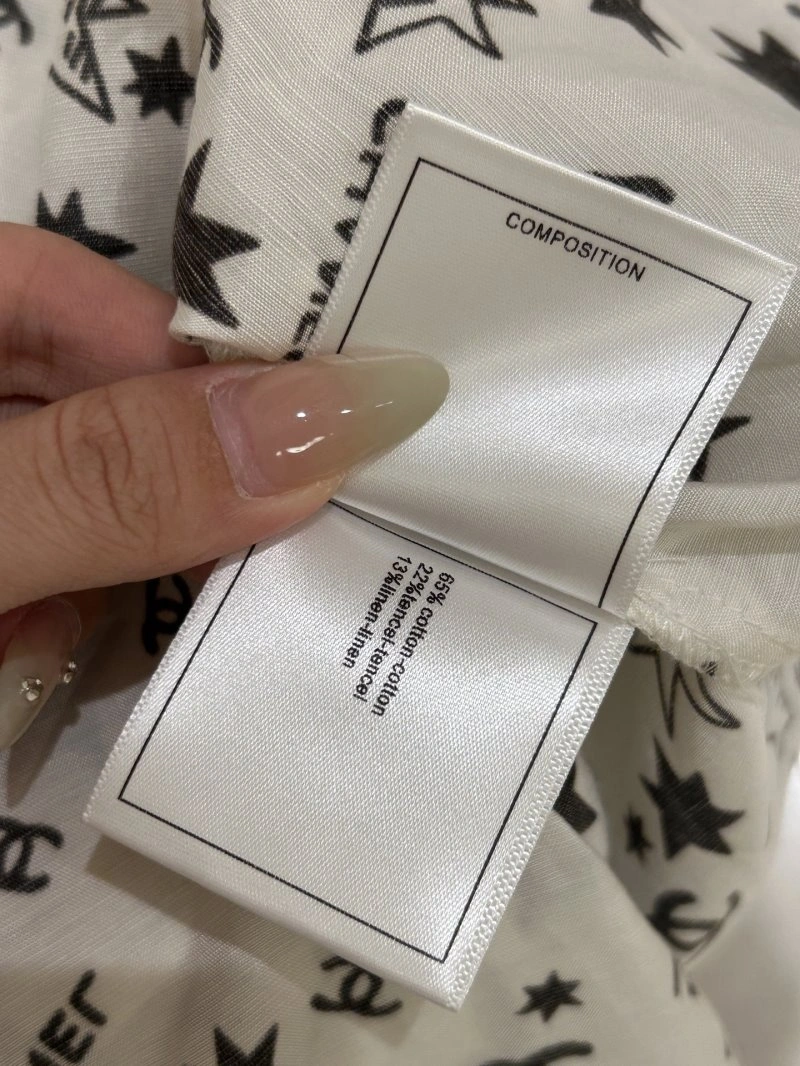 COMPOSITION
65% cotton-cotton
22%tencel-tencel
13%linen-linen